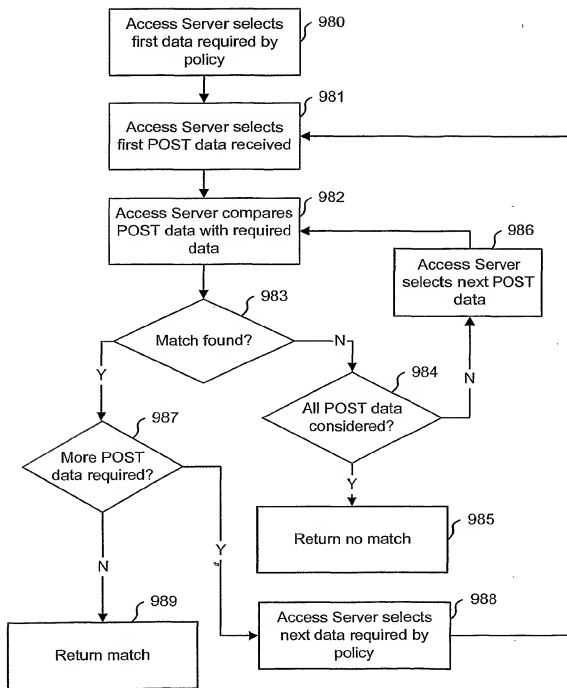 Access Server selects
first data required by
policy
980
Access Server selects
first POST data received
981
Access Server compares
POST data with required
data
982
Access Server
selects next POST
data
986
Match found?
983
N
Y
All POST data
considered?
984
N
Y
More POST
data required?
987
Return no match
985
N
Y
Access Server selects
next data required by
policy
988
Return match
989